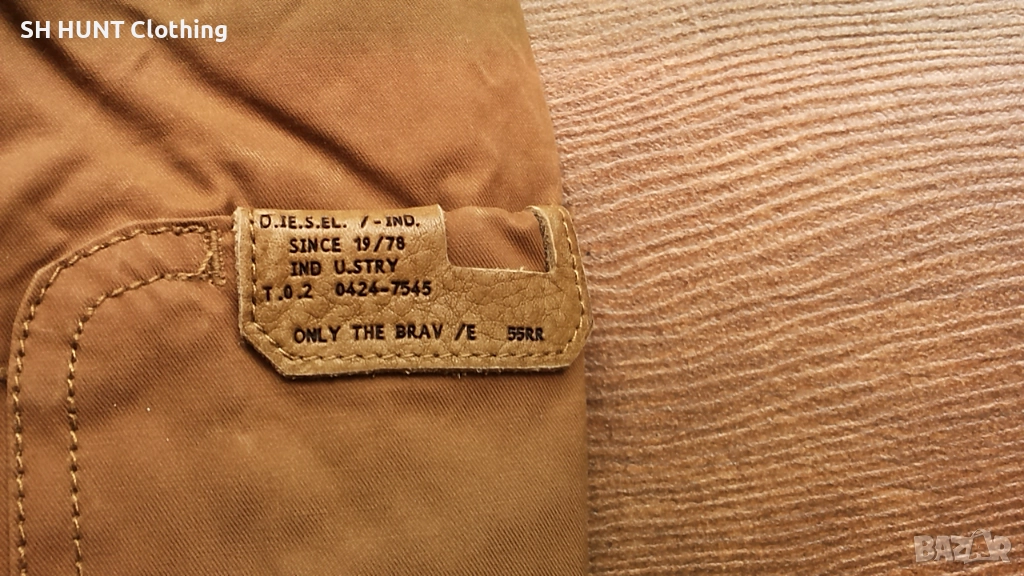 SH HUNT Clothing
D.IE.S.EL. / - IND.
SINCE 19/78
IND U.STRY
T.0.2 0424-7545
ONLY THE BRAV /E 55RR
BAZAR